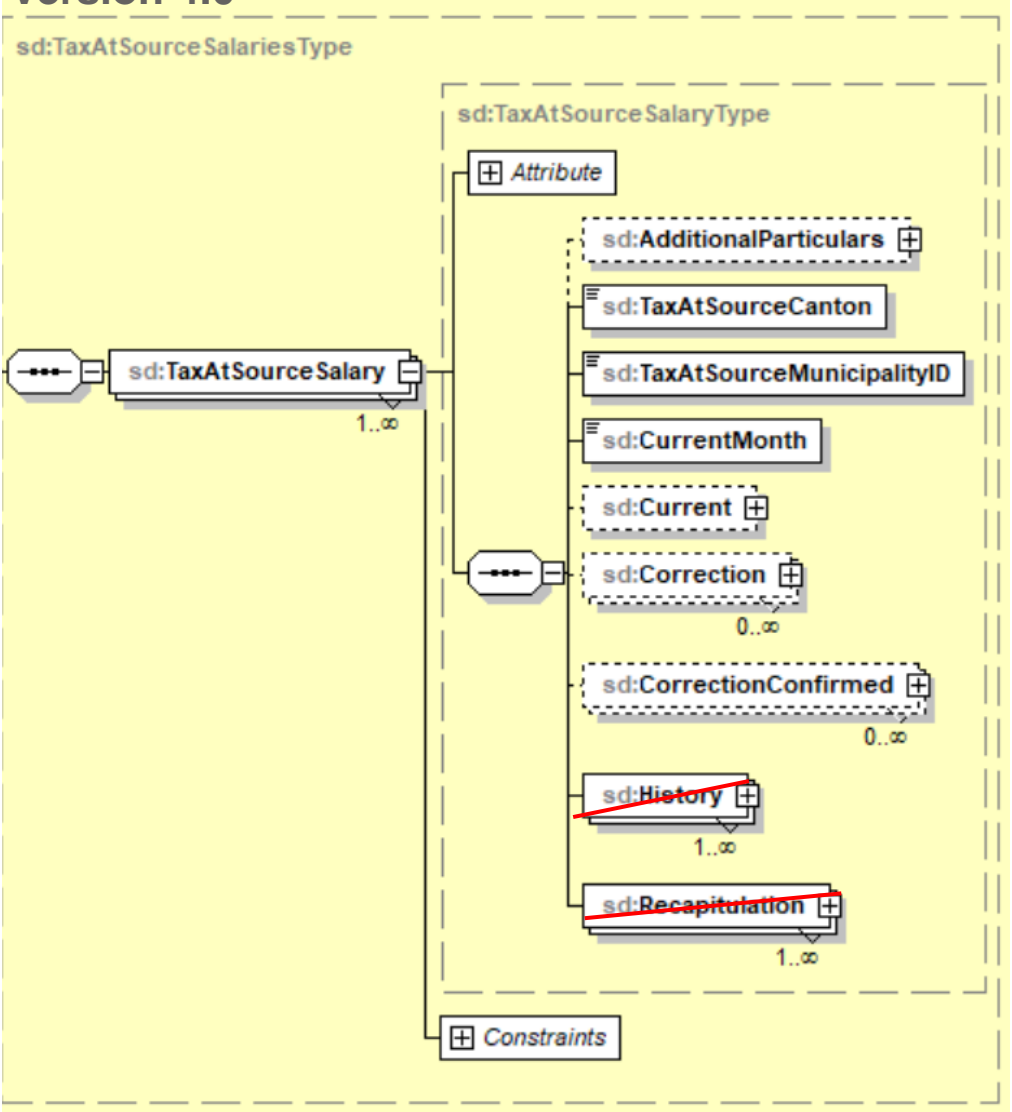 sd:TaxAtSourceSalariesType
sd:TaxAtSourceSalaryType
Attribute
sd:AdditionalParticulars
sd:TaxAtSourceCanton
sd:TaxAtSourceSalary
1..∞
sd:TaxAtSourceMunicipalityID
sd:CurrentMonth
sd:Current
sd:Correction
0..∞
sd:CorrectionConfirmed
0..∞
sd:History
1..∞
sd:Recapitulation
1..∞
Constraints